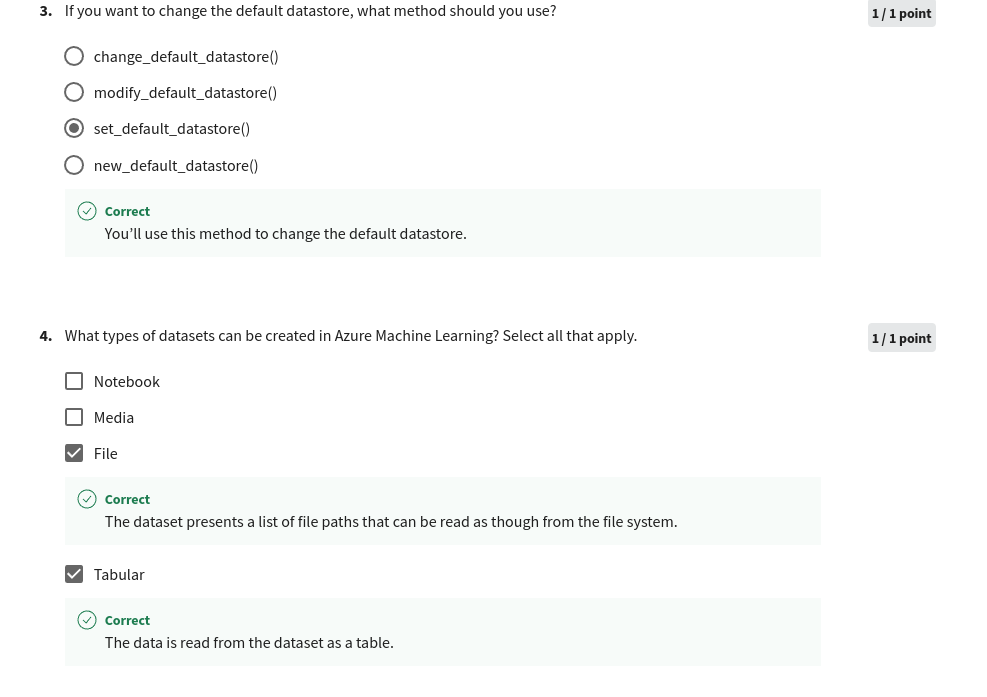 3. If you want to change the default datastore, what method should you use?
1 / 1 point
change_default_datastore()
modify_default_datastore()
set_default_datastore()
new_default_datastore()
Correct
You’ll use this method to change the default datastore.
4. What types of datasets can be created in Azure Machine Learning? Select all that apply.
1 / 1 point
Notebook
Media
File
Correct
The dataset presents a list of file paths that can be read as though from the file system.
Tabular
Correct
The data is read from the dataset as a table.